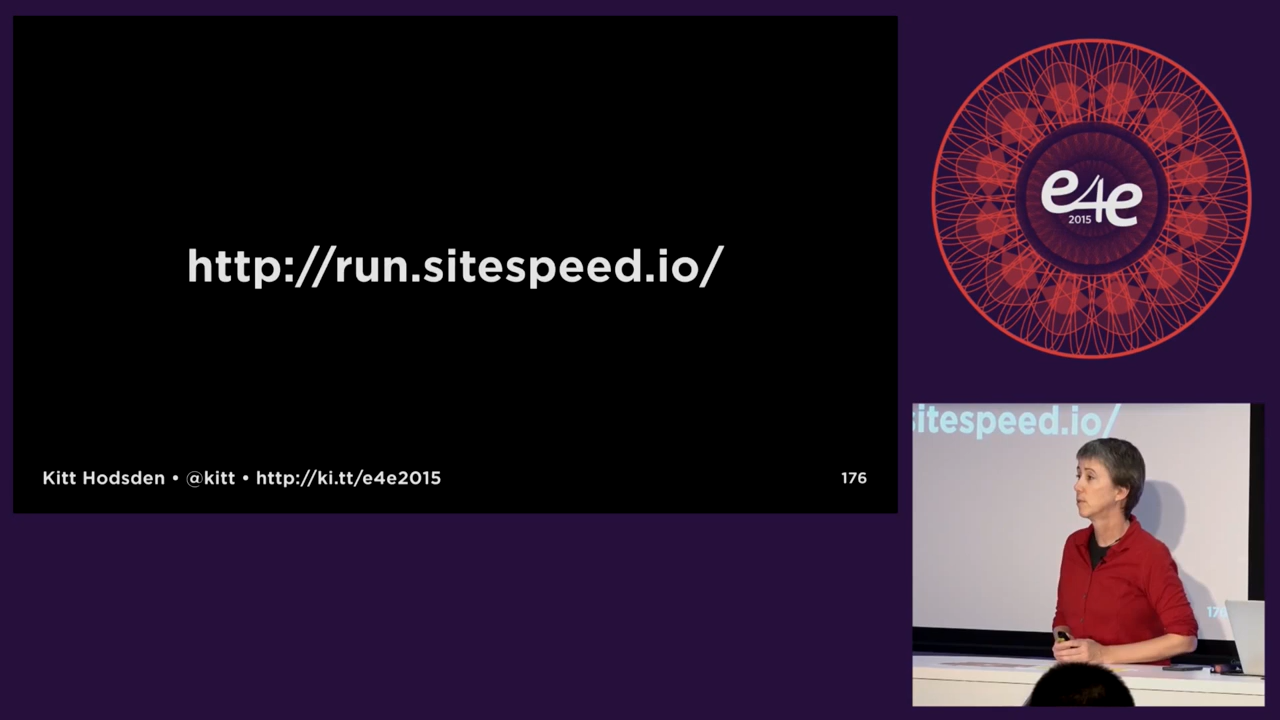 http://run.sitespeed.io/
Kitt Hodsden • @kitt • http://ki.tt/e4e2015
176
e4e
2015
sitespeed.io/